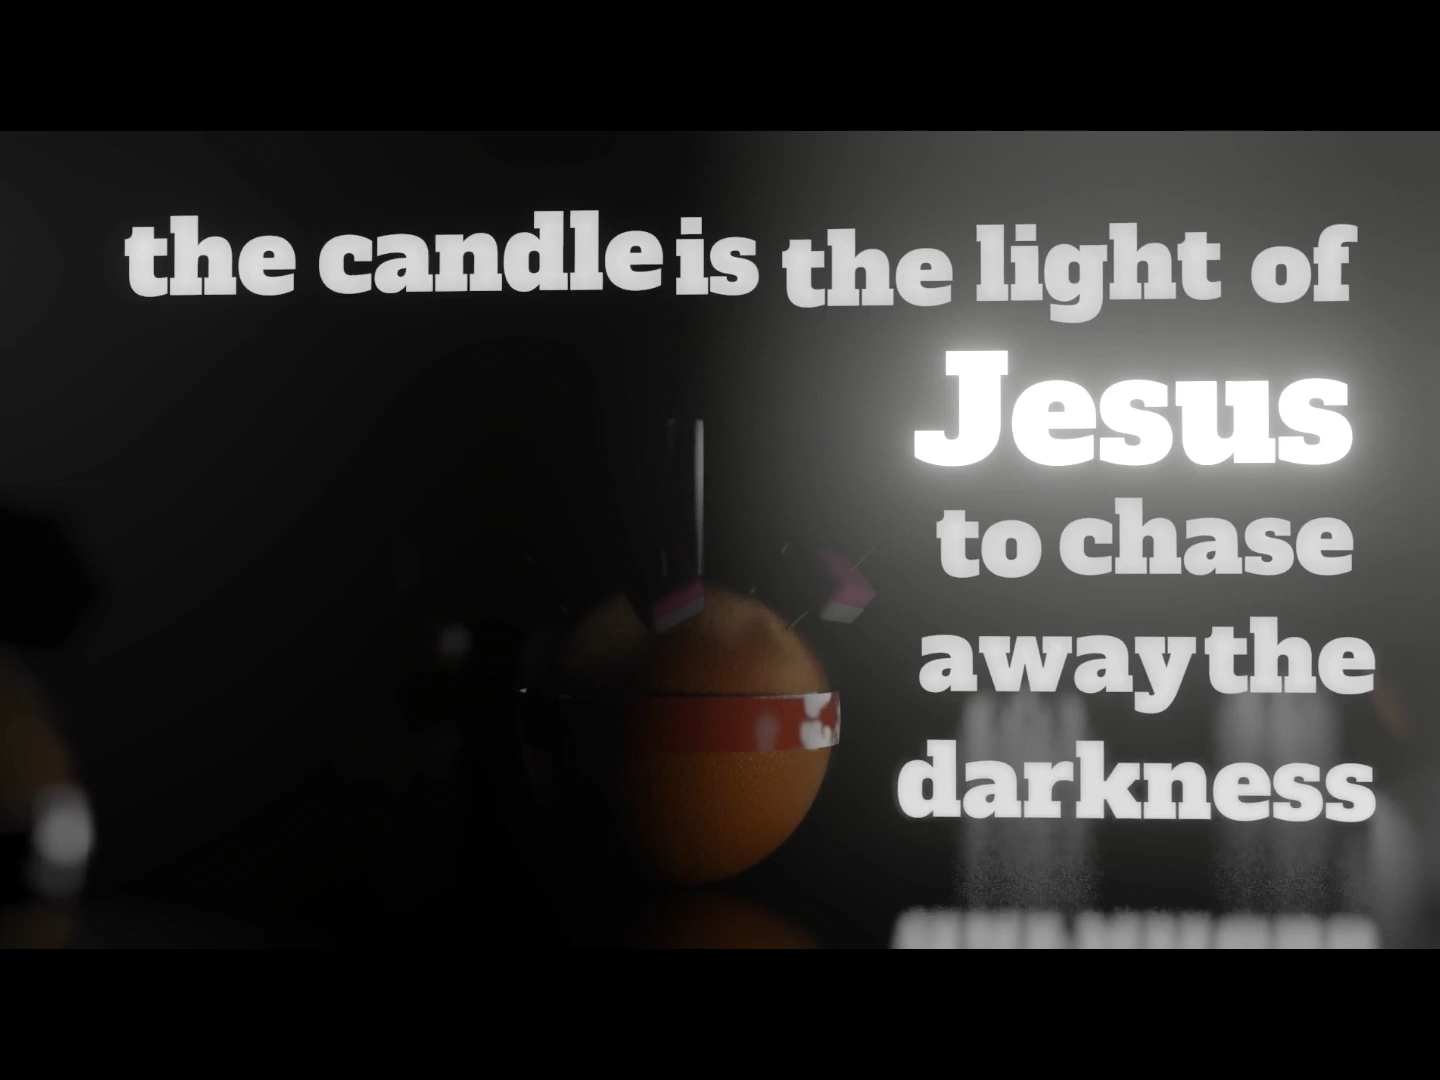 the candle is the light of
Jesus
to chase
away the
darkness